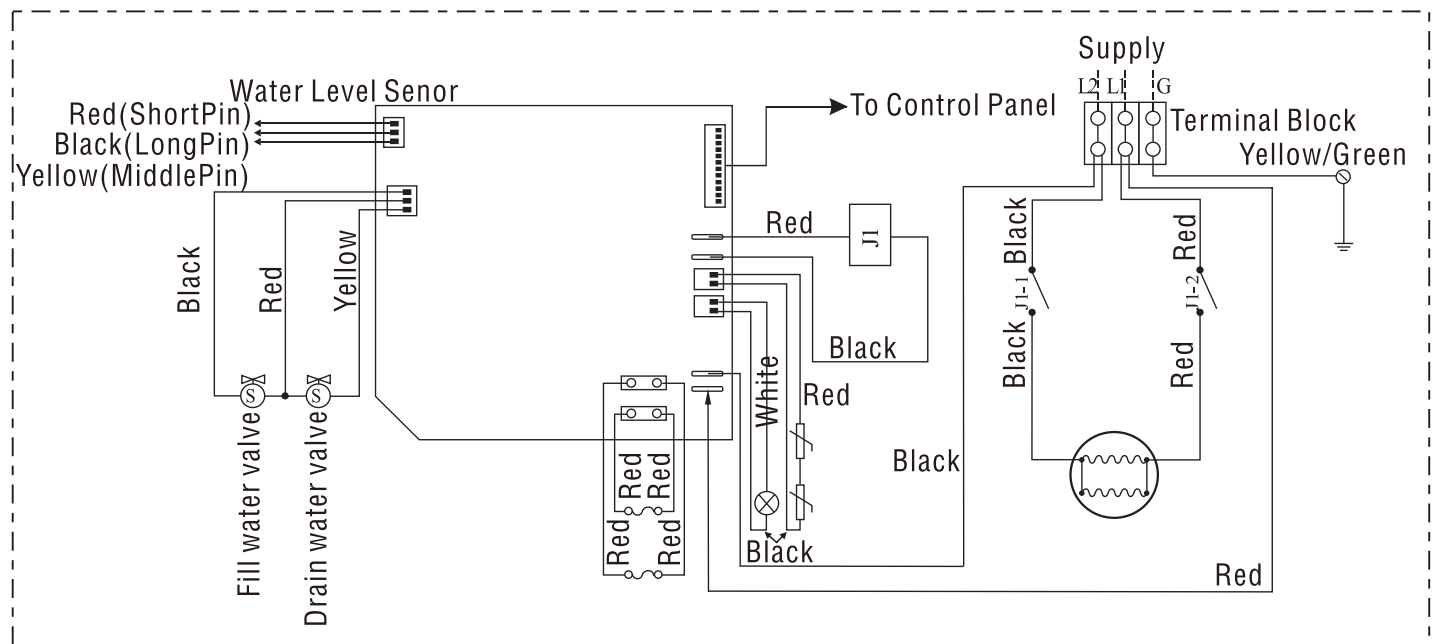 Supply
L2 L1 G
Water Level Senor
Red(ShortPin)
To Control Panel
Terminal Block
Black(LongPin)
Yellow/Green
Yellow(MiddlePin)
Red
J1
Black
Red
Black
Red
Yellow
J1-1
J1-2
Black
Black
Red
White
Red
S
S
Black
Red
Red
Red
Red
Black
Fill water valve
Drain water valve
Red